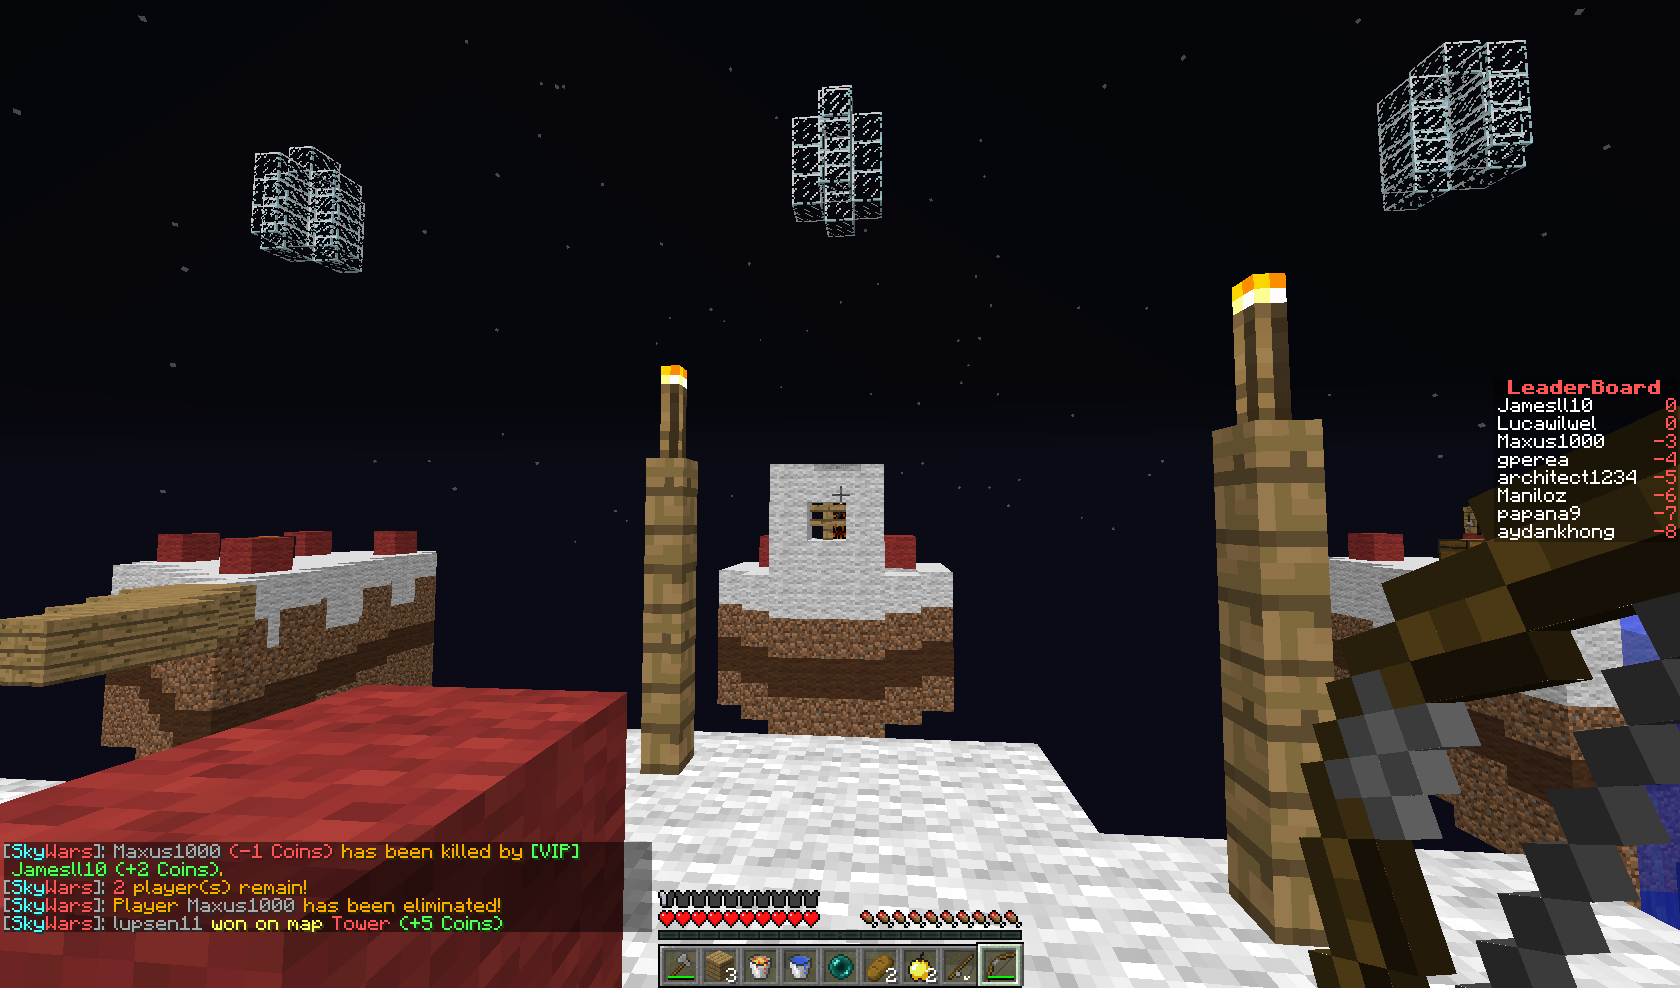 LeaderBoard
Jamesll10 0
Lucawilwel 0
Maxus1000 -3
gperea -4
architect1234 -5
Maniloz -6
papana9 -7
aydankhong -8
[SkyWars]: Maxus1000 (-1 Coins) has been killed by [VIP]
Jamesll10 (+2 Coins).
[SkyWars]: 2 player(s) remain!
[SkyWars]: Player Maxus1000 has been eliminated!
[SkyWars]: lupsen11 won on map Tower (+5 Coins)
3 2 2